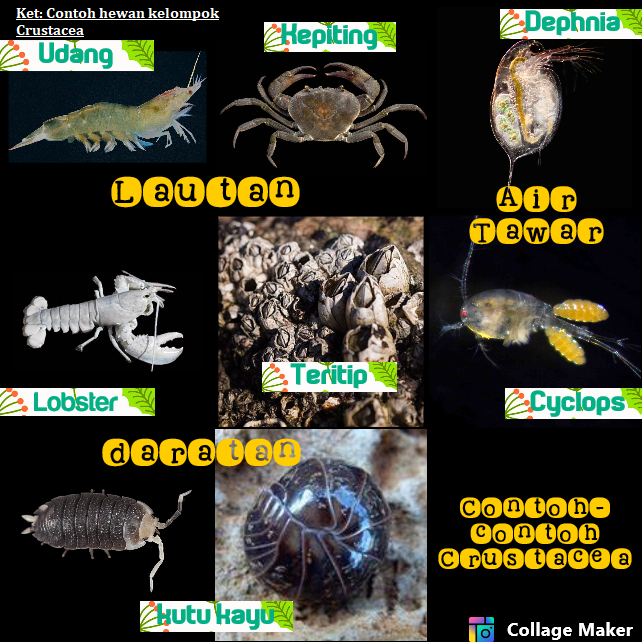 Ket: Contoh hewan kelompok
Crustacea
Udang
Kepiting
Dephnia
Lautan
Air
Tawar
Lobster
Teritip
Cyclops
daratan
kutu kayu
Contoh-
contoh
Crustacea
Collage Maker